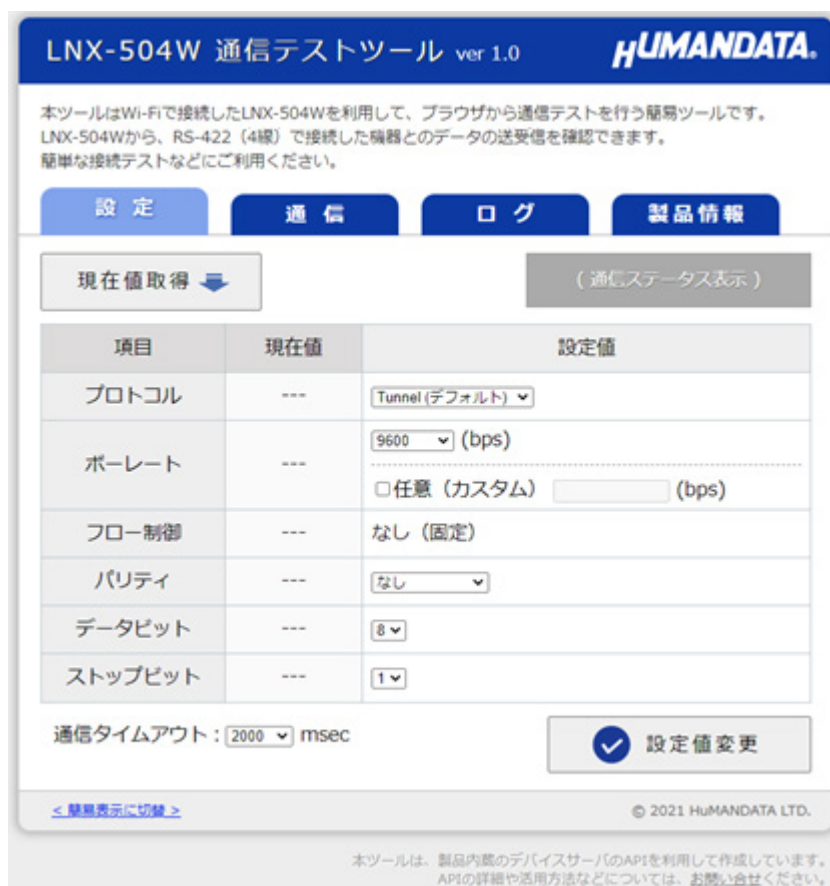 LNX-504W 通信テストツール ver 1.0
HUMANDATA.
本ツールはWi-Fiで接続したLNX-504Wを利用して、ブラウザから通信テストを行う簡易ツールです。
LNX-504Wから、RS-422（4線）で接続した機器とのデータの送受信を確認できます。
簡単な接続テストなどにご利用ください。
設 定
通 信
ロ グ
製品情報
現在値取得
( 通信ステータス表示 )
項目 現在値 設定値
プロトコル --- Tunnel (デフォルト)
ボーレート --- 9600 (bps)
任意（カスタム） (bps)
フロー制御 --- なし（固定）
パリティ --- なし
データビット --- 8
ストップビット --- 1
通信タイムアウト : 2000 msec
設定値変更
< 簡易表示に切替 >
© 2021 HuMANDATA LTD.
本ツールは、製品内蔵のデバイスサーバのAPIを利用して作成しています。
APIの詳細や活用方法などについては、お問い合せください。